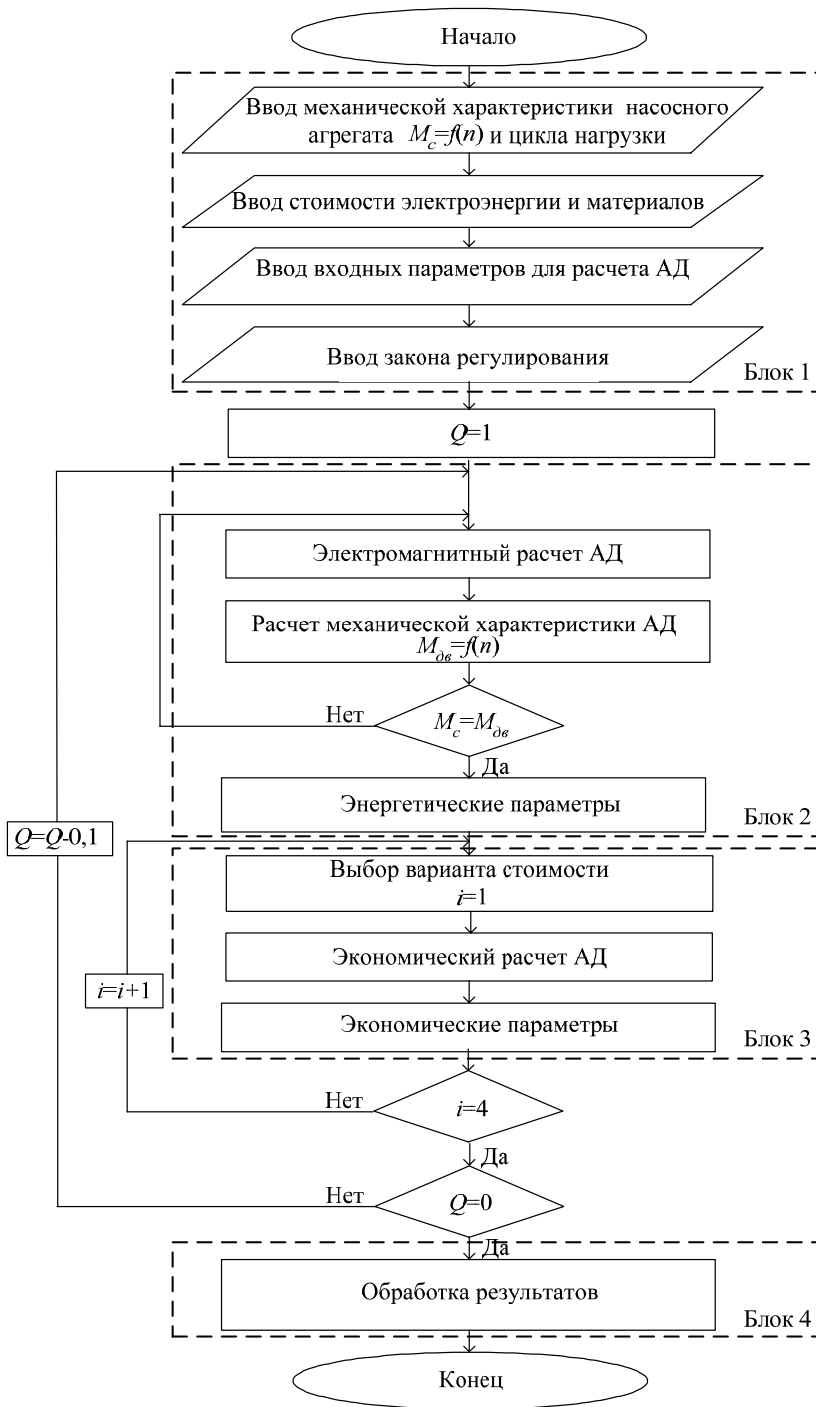 Начало
Ввод механической характеристики насосного
агрегата M_c=f(n) и цикла нагрузки
Ввод стоимости электроэнергии и материалов
Ввод входных параметров для расчета АД
Ввод закона регулирования
Блок 1
Q=1
Электромагнитный расчет АД
Расчет механической характеристики АД
M_дв=f(n)
Нет
M_c=M_дв
Да
Энергетические параметры
Блок 2
Q=Q-0,1
Выбор варианта стоимости
i=1
Экономический расчет АД
i=i+1
Экономические параметры
Блок 3
Нет
i=4
Да
Нет
Q=0
Да
Обработка результатов
Блок 4
Конец